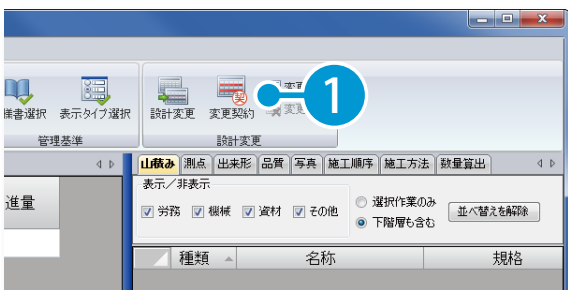 様書選択 表示タイプ選択 設計変更 変更契約 変更
変更
1
管理基準 設計変更
山積み 測点 出来形 品質 写真 施工順序 施工方法 数量算出
表示/非表示
進量
労務 機械 資材 その他 選択作業のみ 下階層も含む 並べ替えを解除
種類 名称 規格